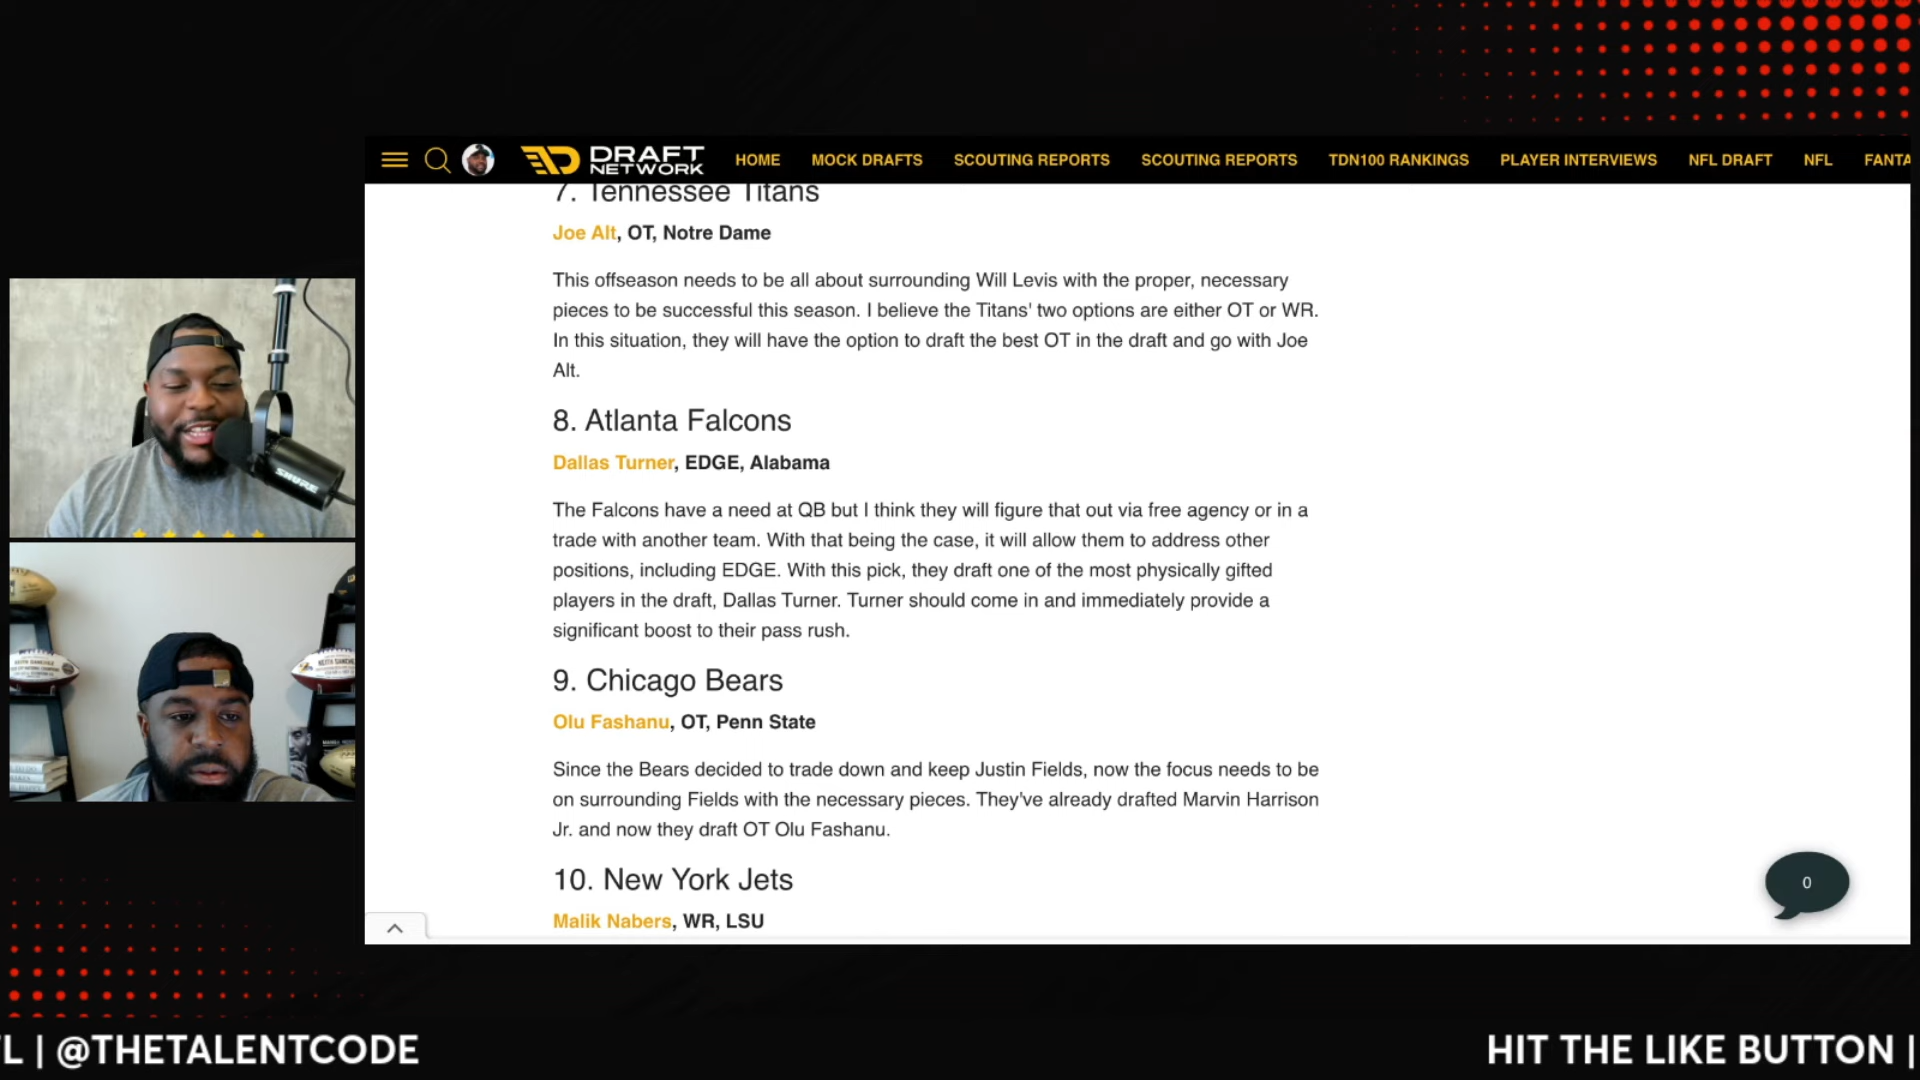 DRAFT
NETWORK
HOME MOCK DRAFTS SCOUTING REPORTS SCOUTING REPORTS TDN100 RANKINGS PLAYER INTERVIEWS NFL DRAFT NFL FANTA
7. Tennessee Titans
Joe Alt, OT, Notre Dame
This offseason needs to be all about surrounding Will Levis with the proper, necessary
pieces to be successful this season. I believe the Titans' two options are either OT or WR.
In this situation, they will have the option to draft the best OT in the draft and go with Joe
Alt.
8. Atlanta Falcons
Dallas Turner, EDGE, Alabama
The Falcons have a need at QB but I think they will figure that out via free agency or in a
trade with another team. With that being the case, it will allow them to address other
positions, including EDGE. With this pick, they draft one of the most physically gifted
players in the draft, Dallas Turner. Turner should come in and immediately provide a
significant boost to their pass rush.
9. Chicago Bears
Olu Fashanu, OT, Penn State
Since the Bears decided to trade down and keep Justin Fields, now the focus needs to be
on surrounding Fields with the necessary pieces. They've already drafted Marvin Harrison
Jr. and now they draft OT Olu Fashanu.
10. New York Jets
Malik Nabers, WR, LSU
0
SHURE
L | @THETALENTCODE
HIT THE LIKE BUTTON |